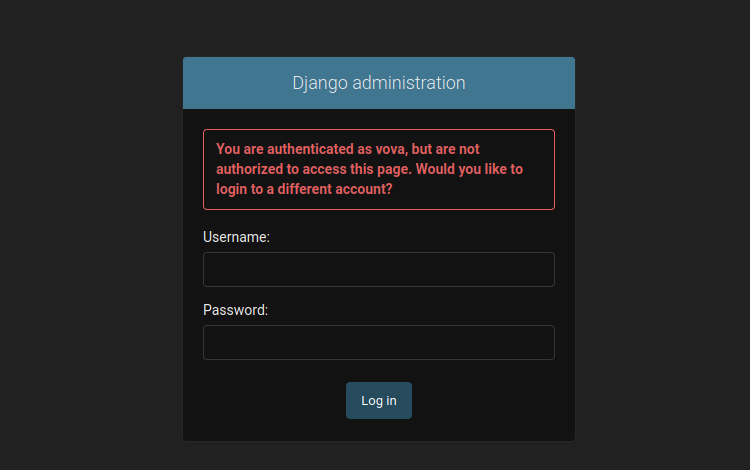 Django administration
You are authenticated as vova, but are not
authorized to access this page. Would you like to
login to a different account?
Username:
Password:
Log in